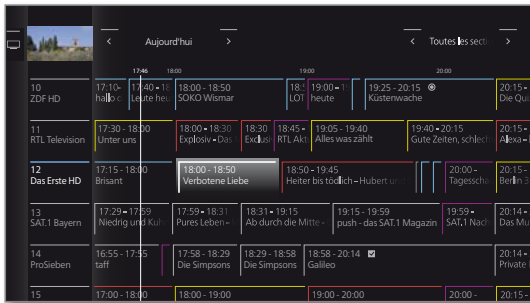 Aujourd'hui
Toutes les secti
17:46 18:00 19:00 20:00
10
ZDF HD
17:10-
hallo
17:40 -
Leute heu
18:00 - 18:50
SOKO Wismar
18:
LOT
19:00 -
heute
19:25 - 20:15
Küstenwache
20:15 -
Die Qui
11
RTL Television
17:30 - 18:00
Unter uns
18:00 - 18:30
Explosiv - Das
18:30
Exclusi
18:45 -
RTL Akt
19:05 - 19:40
Alles was zählt
19:40 - 20:15
Gute Zeiten, schlech
20:15 -
Alexa -
12
Das Erste HD
17:15 - 18:00
Brisant
18:00 - 18:50
Verbotene Liebe
18:50 - 19:45
Heiter bis tödlich - Hubert un
20:00 -
Tagesscha
20:15 -
Berlin 3
13
SAT.1 Bayern
17:29 - 17:59
Niedrig und Kuh
17:59 - 18:31
Pures Leben -
18:31 - 19:15
Ab durch die Mitte -
19:15 - 19:59
push - das SAT.1 Magazin
19:59 -
SAT.1 Nach
20:14 -
Das Mu
14
ProSieben
16:55 - 17:55
taff
17:58 - 18:29
Die Simpsons
18:29 - 18:58
Die Simpsons
18:58 - 20:14
Galileo
20:14 -
Private
15
17:00 - 18:00
18:00 - 19:00
19:00 - 20:00
20:00 -
20:15 -